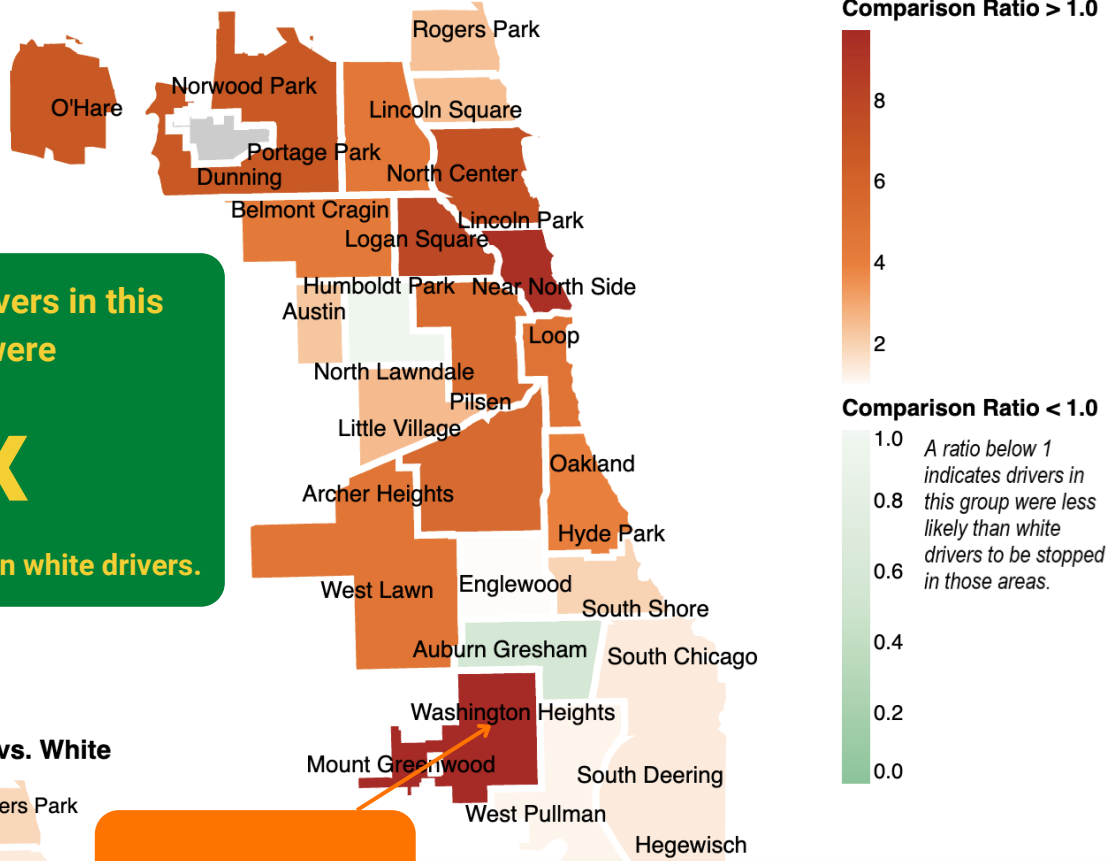 Comparison Ratio > 1.0
Rogers Park
Norwood Park
O'Hare
Lincoln Square
Portage Park
North Center
Dunning
Belmont Cragin
Lincoln Park
Logan Square
Humboldt Park
Near North Side
Austin
Loop
North Lawndale
Pilsen
Little Village
Oakland
Archer Heights
Hyde Park
Englewood
West Lawn
South Shore
Auburn Gresham
South Chicago
Washington Heights
Mount Greenwood
South Deering
West Pullman
Hegewisch
8
6
4
2
Comparison Ratio < 1.0
1.0
0.8
0.6
0.4
0.2
0.0
A ratio below 1
indicates drivers in
this group were less
likely than white
drivers to be stopped
in those areas.
vers in this
vere
x
n white drivers.
vs. White
ers Park